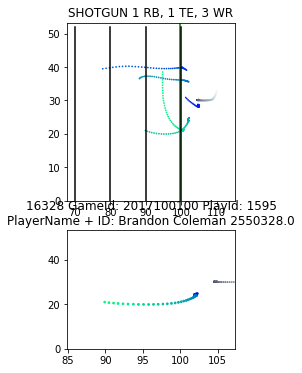 SHOTGUN 1 RB, 1 TE, 3 WR
50
40
30
20
10
0
70 80 90 100 110
16328 GameId: 2017100100 PlayId: 1595
PlayerName + ID: Brandon Coleman 2550328.0
40
20
0
85 90 95 100 105